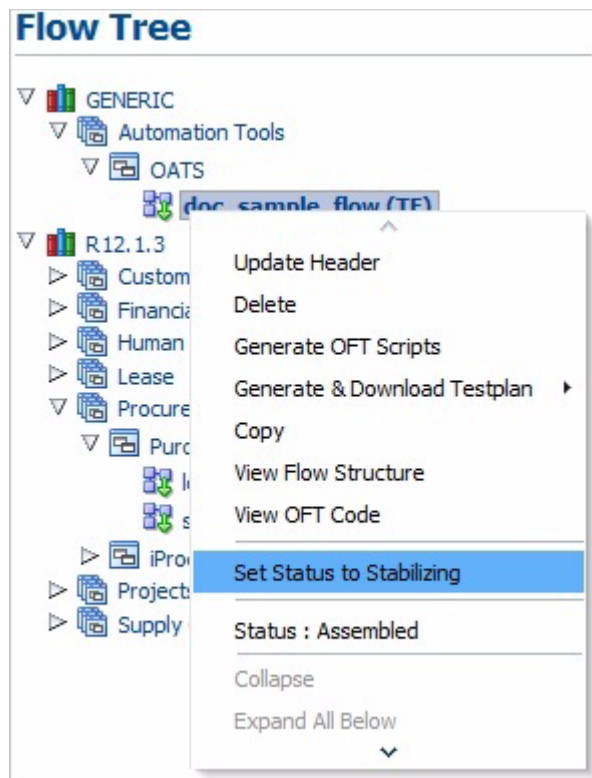 Flow Tree
GENERIC
Automation Tools
OATS
doc_sample_flow (TF)
R12.1.3
Custom
Financia
Human
Lease
Procure
Purc
iProc
Project
Supply
Update Header
Delete
Generate OFT Scripts
Generate & Download Testplan
Copy
View Flow Structure
View OFT Code
Set Status to Stabilizing
Status : Assembled
Collapse
Expand All Below